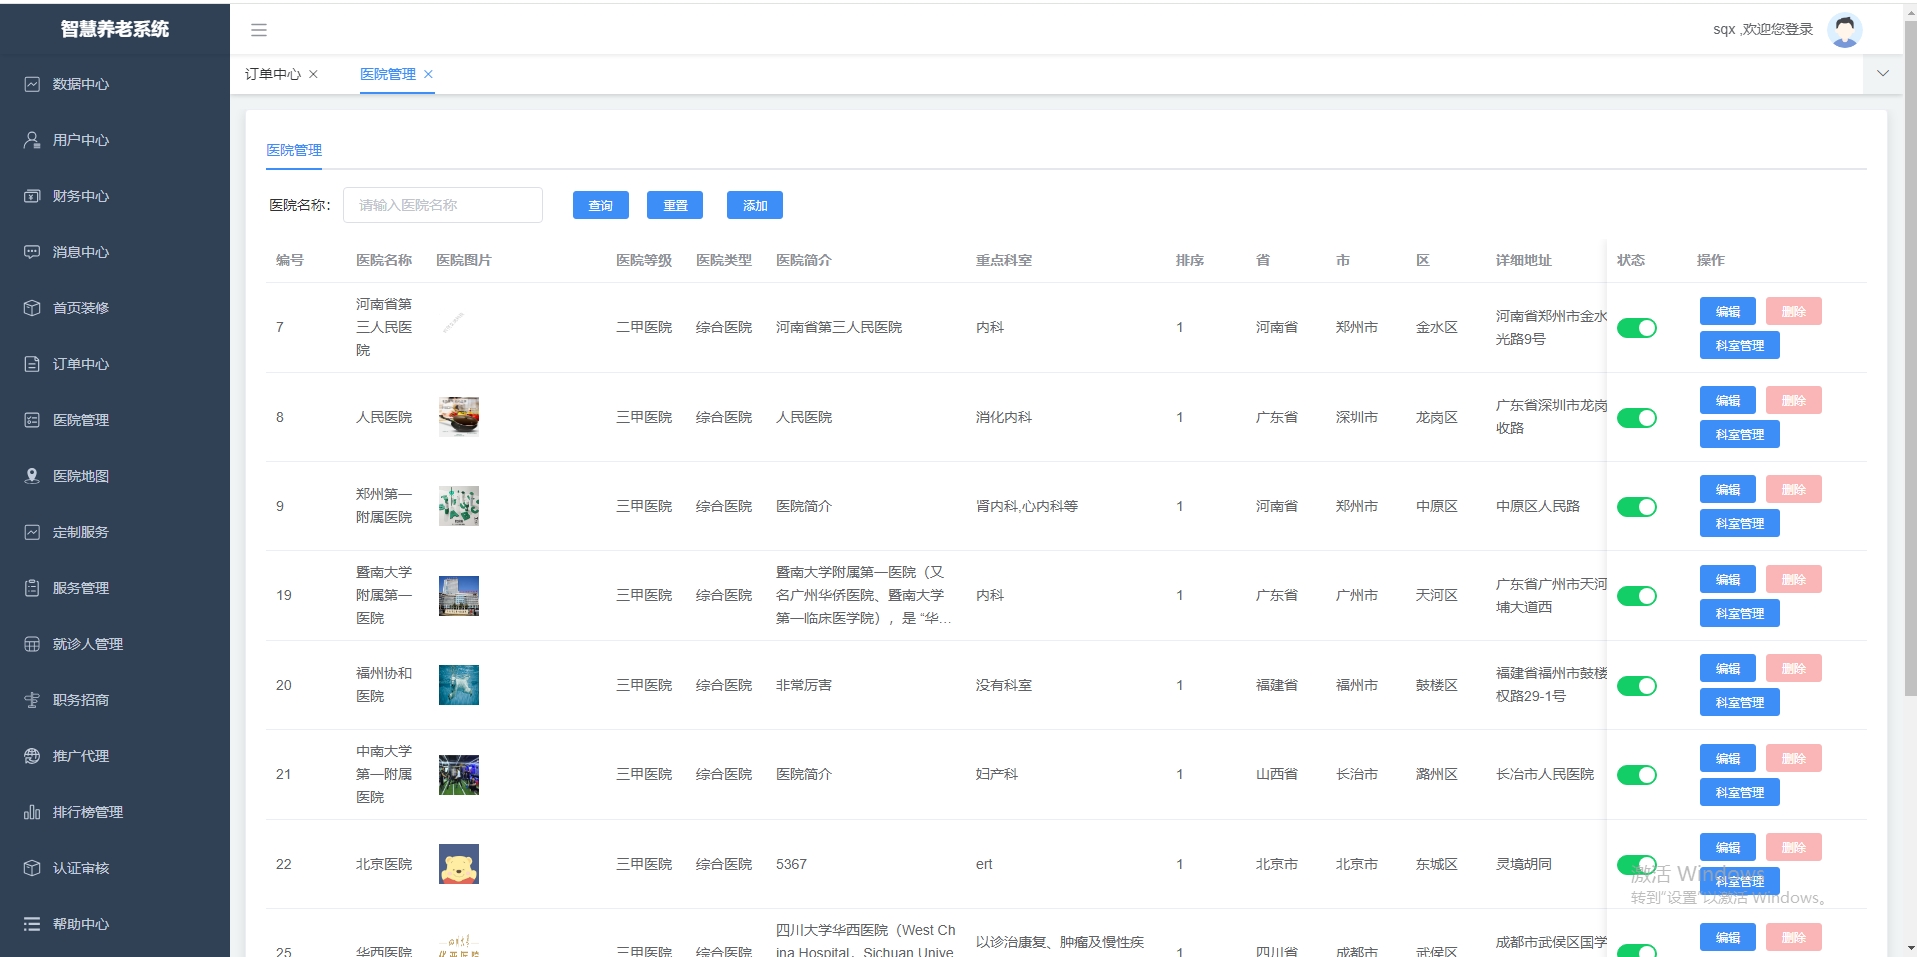 智慧养老系统
sqx ,欢迎您登录
数据中心
用户中心
财务中心
消息中心
首页装修
订单中心
医院管理
医院地图
定制服务
服务管理
就诊人管理
职务招商
推广代理
排行榜管理
认证审核
帮助中心
订单中心 医院管理
医院管理
医院名称： 请输入医院名称 查询 重置 添加
编号 医院名称 医院图片 医院等级 医院类型 医院简介 重点科室 排序 省 市 区 详细地址 状态 操作
7 河南省第三人民医院 二甲医院 综合医院 河南省第三人民医院 内科 1 河南省 郑州市 金水区 河南省郑州市金水
光路9号 编辑 删除
科室管理
8 人民医院 三甲医院 综合医院 人民医院 消化内科 1 广东省 深圳市 龙岗区 广东省深圳市龙岗
收路 编辑 删除
科室管理
9 郑州第一附属医院 三甲医院 综合医院 医院简介 肾内科,心内科等 1 河南省 郑州市 中原区 中原区人民路 编辑 删除
科室管理
19 暨南大学附属第一医院 三甲医院 综合医院 暨南大学附属第一医院（又
名广州华侨医院、暨南大学
第一临床医学院），是 “华… 内科 1 广东省 广州市 天河区 广东省广州市天河
埔大道西 编辑 删除
科室管理
20 福州协和医院 三甲医院 综合医院 非常厉害 没有科室 1 福建省 福州市 鼓楼区 福建省福州市鼓楼
权路29-1号 编辑 删除
科室管理
21 中南大学第一附属医院 三甲医院 综合医院 医院简介 妇产科 1 山西省 长治市 潞州区 长冶市人民医院 编辑 删除
科室管理
22 北京医院 三甲医院 综合医院 5367 ert 1 北京市 北京市 东城区 灵境胡同 编辑 删除
科室管理
激活 Windows
转到"设置"以激活 Windows。
25 华西医院 三甲医院 综合医院 四川大学华西医院（West Ch
ina Hospital，Sichuan Unive 以诊治康复、肿瘤及慢性疾 1 四川省 成都市 武侯区 成都市武侯区国学 编辑 删除